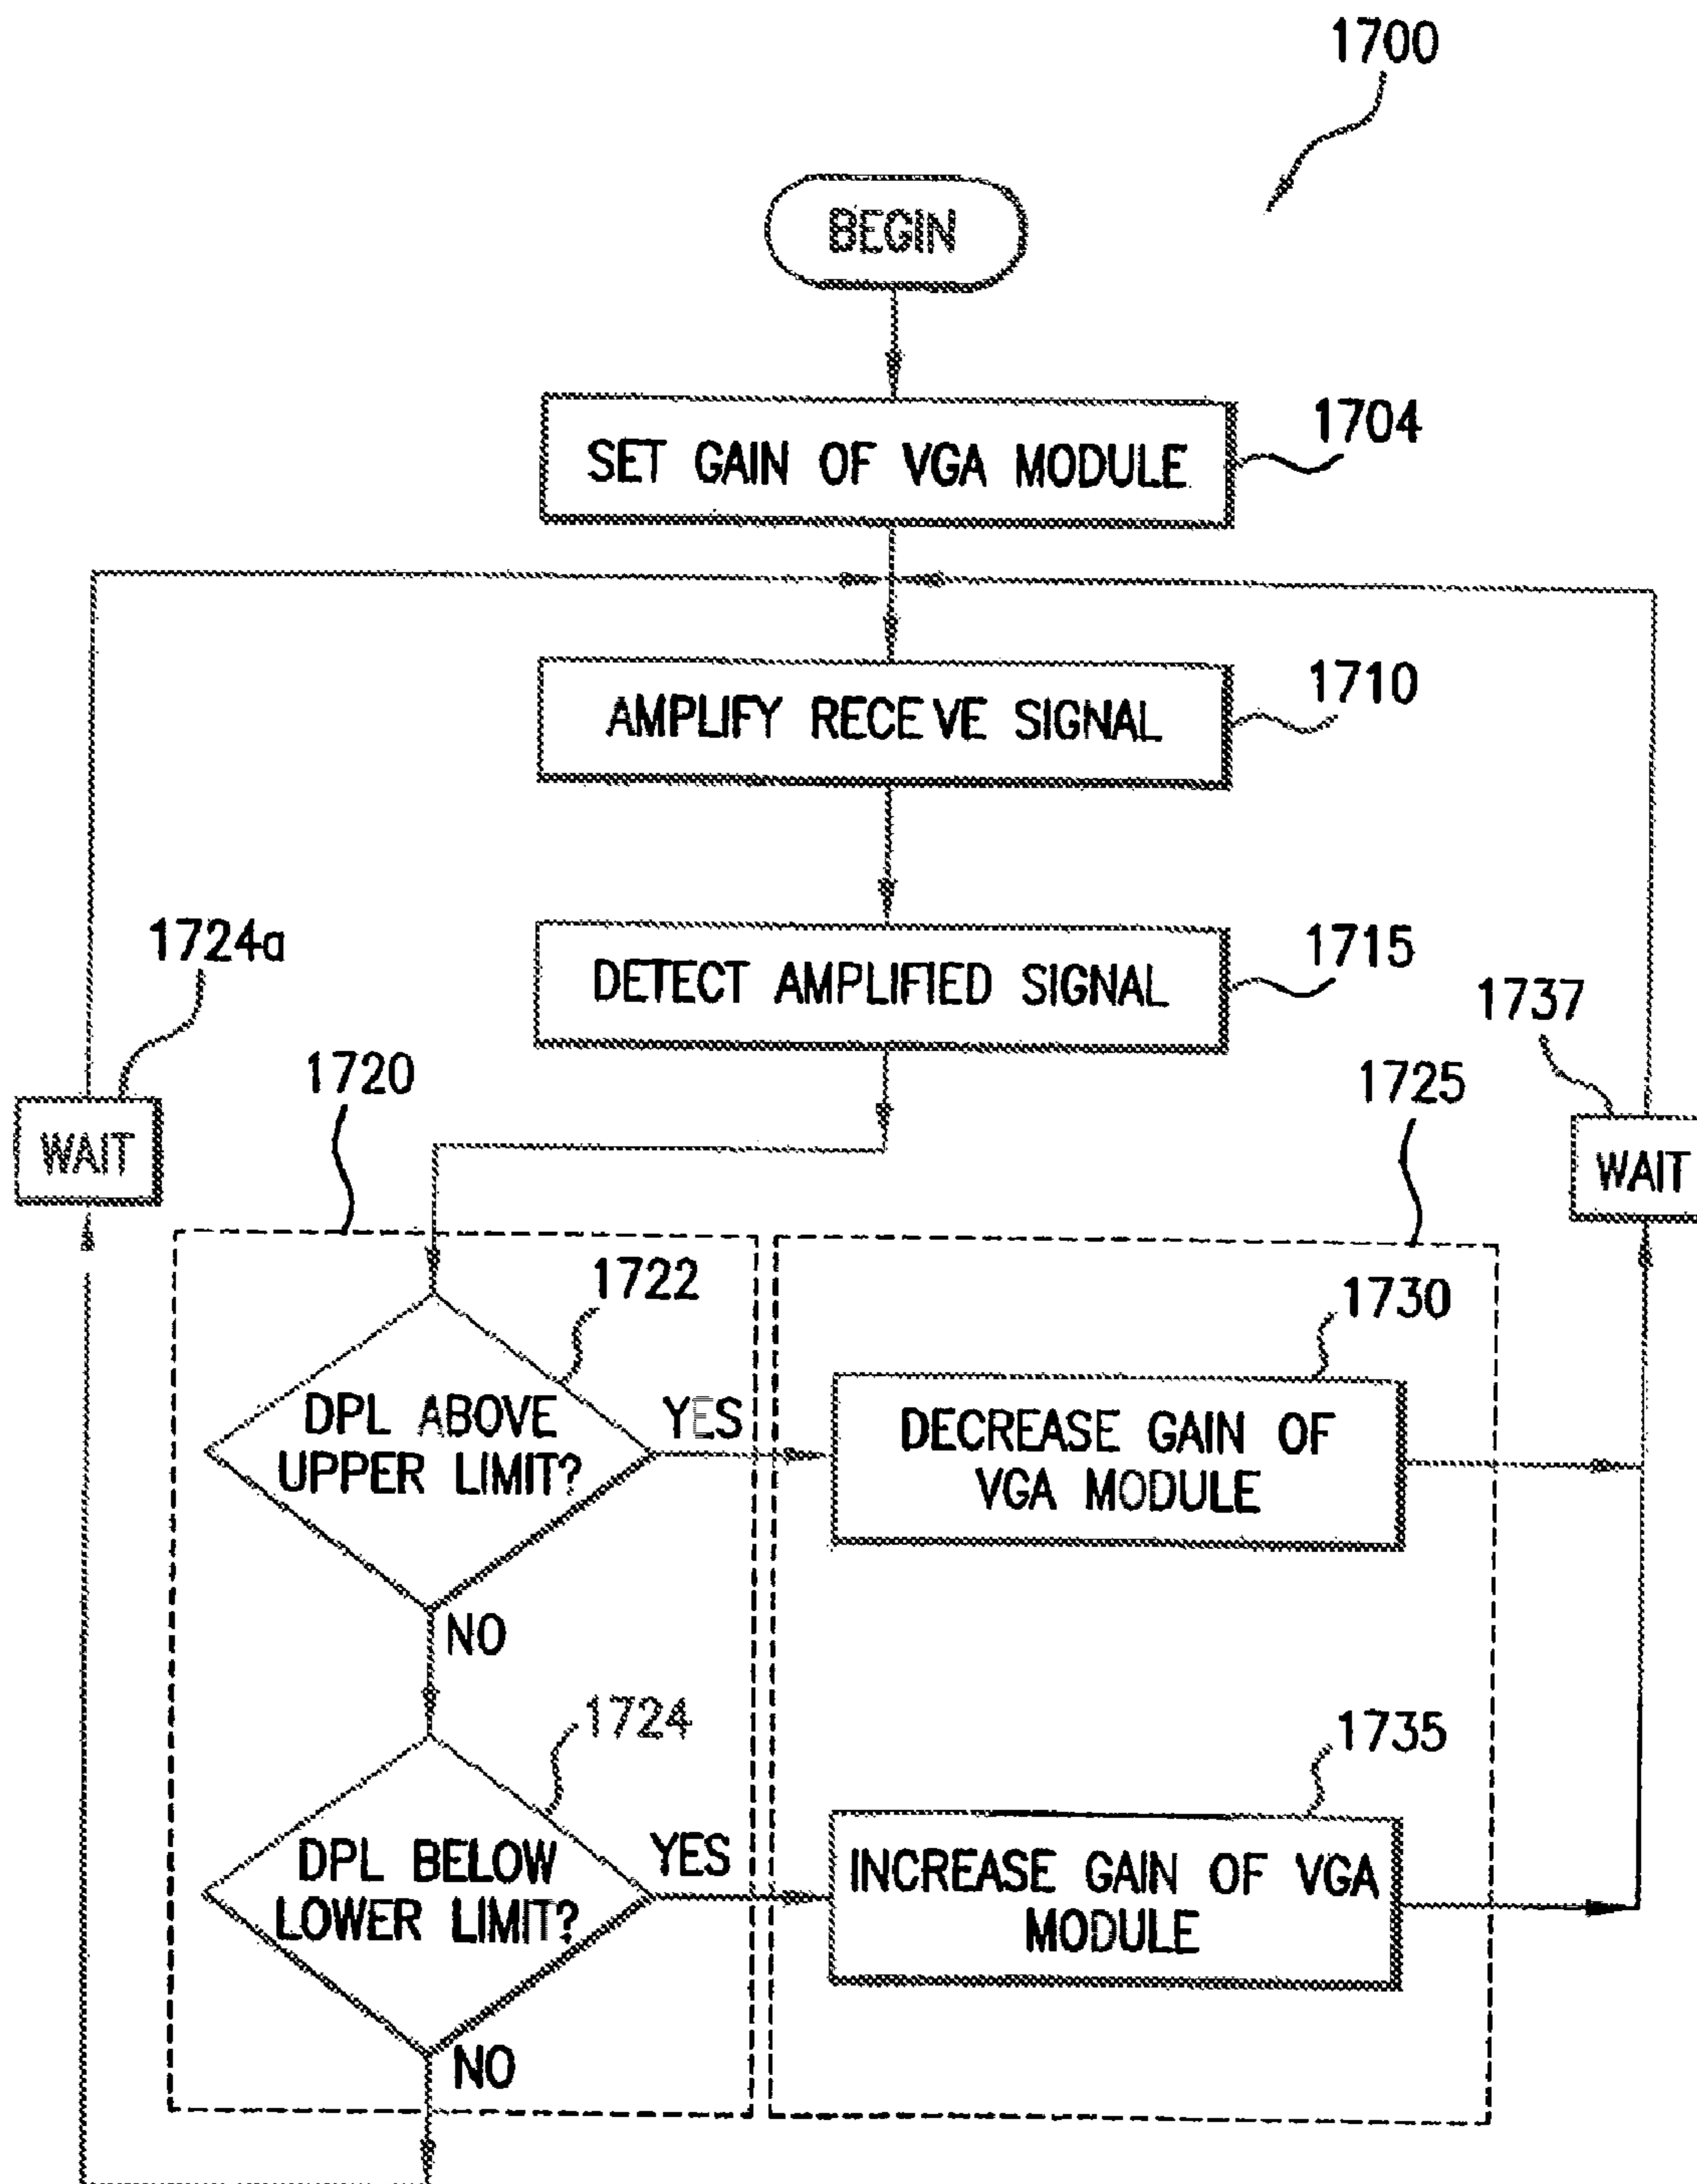 1700
BEGIN
SET GAIN OF VGA MODULE
1704
AMPLIFY RECEVE SIGNAL
1710
DETECT AMPLIFIED SIGNAL
1715
1724a
WAIT
1737
WAIT
1720
1725
1722
DPL ABOVE
UPPER LIMIT?
YES
NO
1730
DECREASE GAIN OF
VGA MODULE
1724
DPL BELOW
LOWER LIMIT?
YES
NO
1735
INCREASE GAIN OF VGA
MODULE